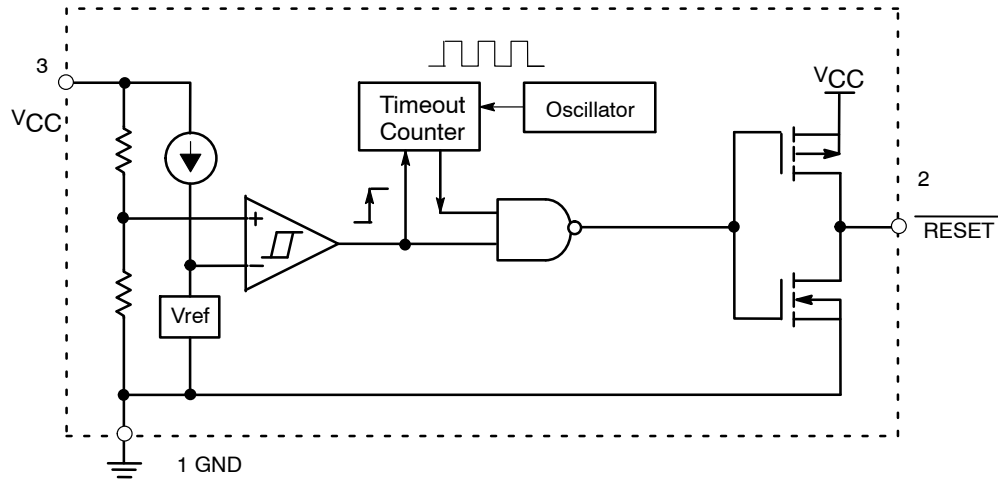 3
VCC
Timeout
Counter
Oscillator
VCC
2
RESET
+
−
Vref
1 GND